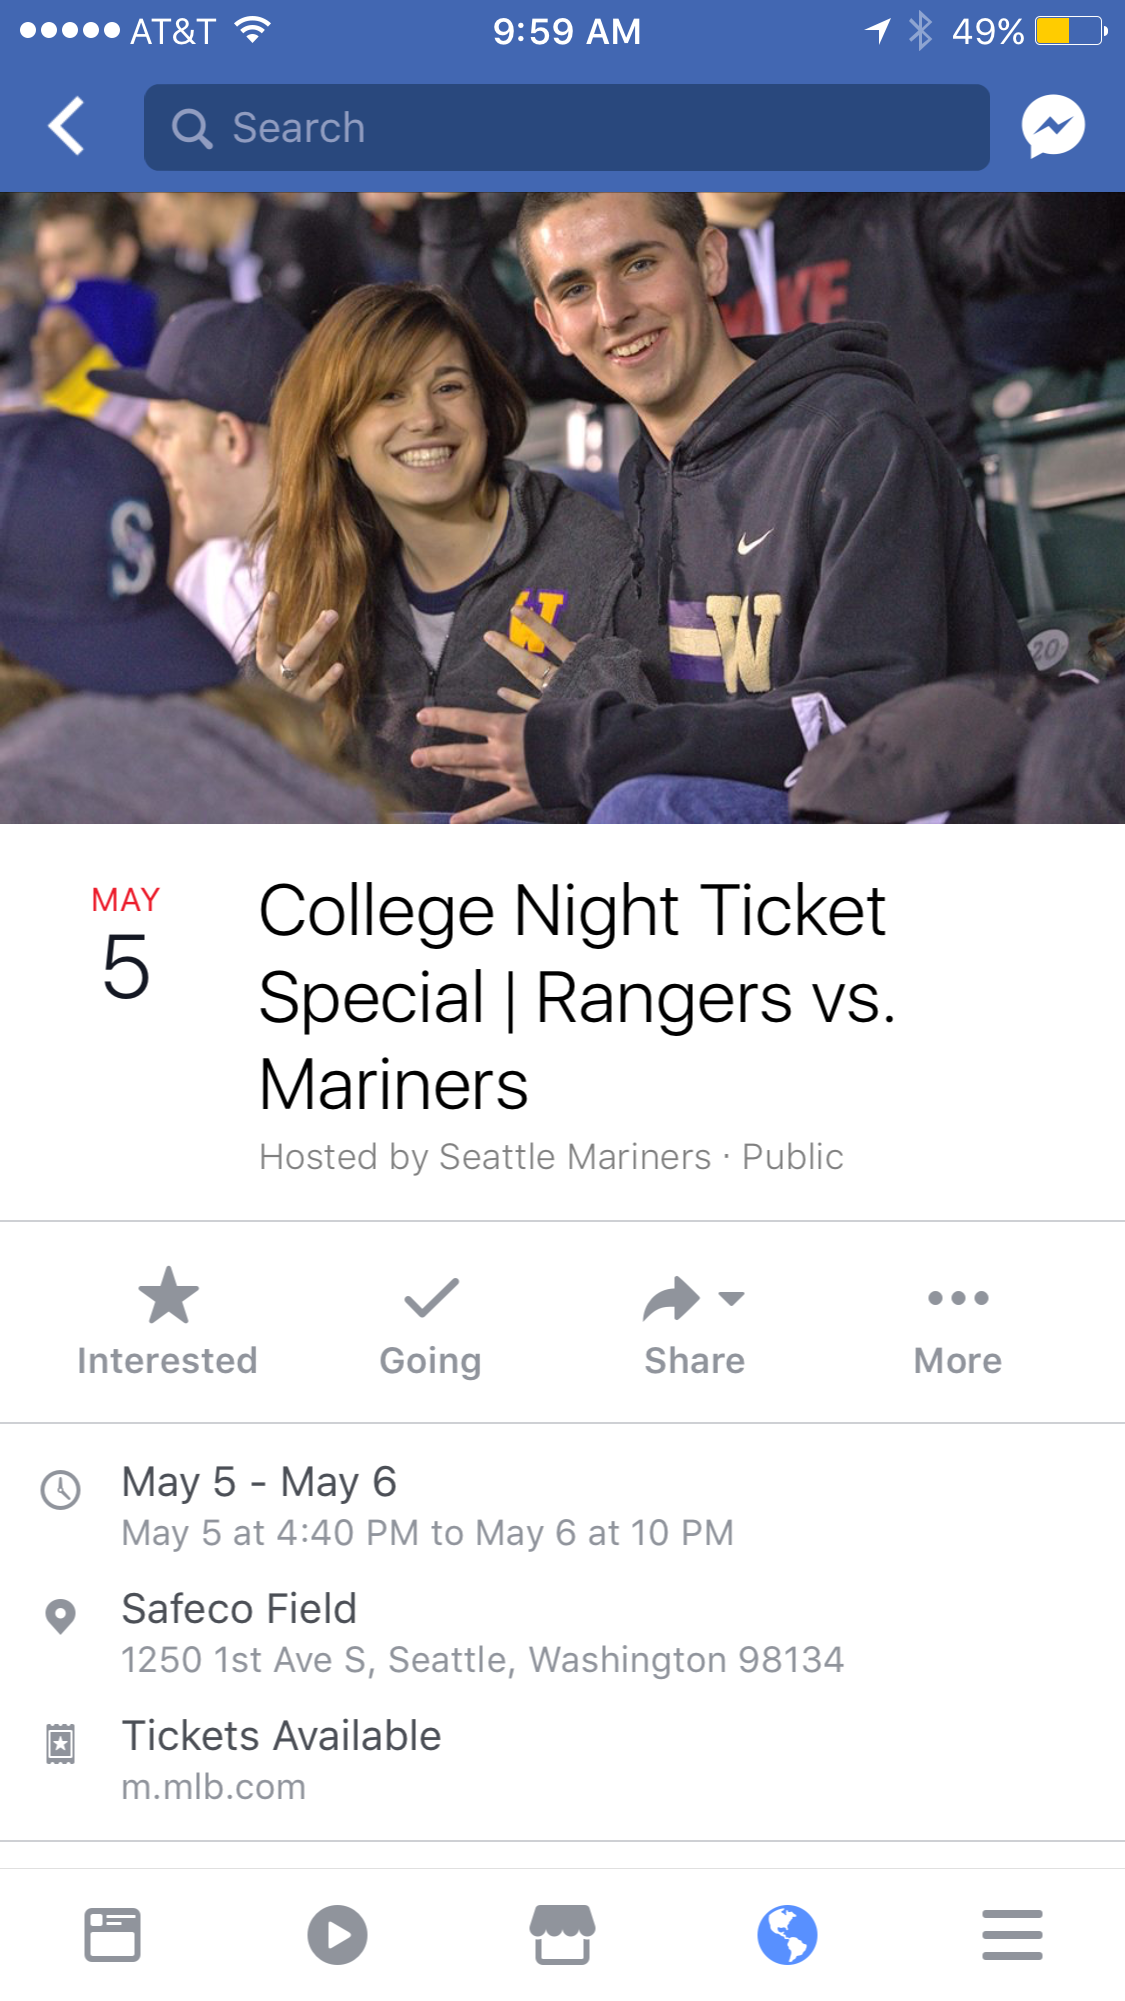 AT&T 9:59 AM 49%
Search
S
W
W
20
MAY
5
College Night Ticket
Special | Rangers vs.
Mariners
Hosted by Seattle Mariners · Public
Interested Going Share More
May 5 - May 6
May 5 at 4:40 PM to May 6 at 10 PM
Safeco Field
1250 1st Ave S, Seattle, Washington 98134
Tickets Available
m.mlb.com